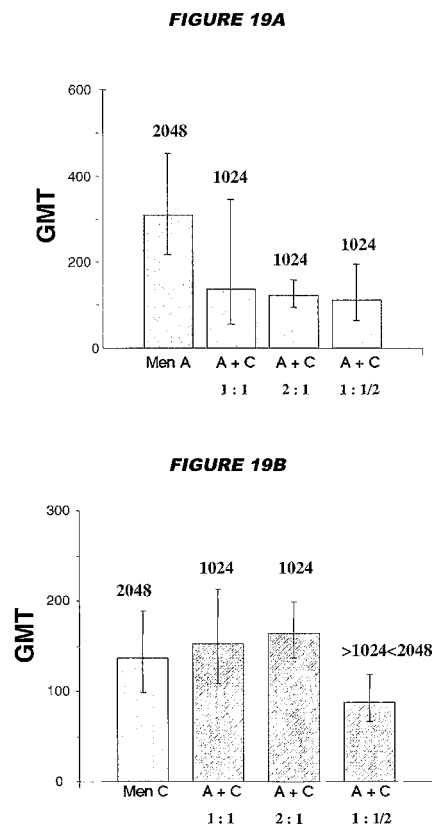 FIGURE 19A
600
400
200
0
GMT
2048
1024
1024
1024
Men A
A + C
A + C
A + C
1 : 1
2 : 1
1 : 1/2
FIGURE 19B
300
200
100
0
GMT
2048
1024
1024
>1024<2048
Men C
A + C
A + C
A + C
1 : 1
2 : 1
1 : 1/2